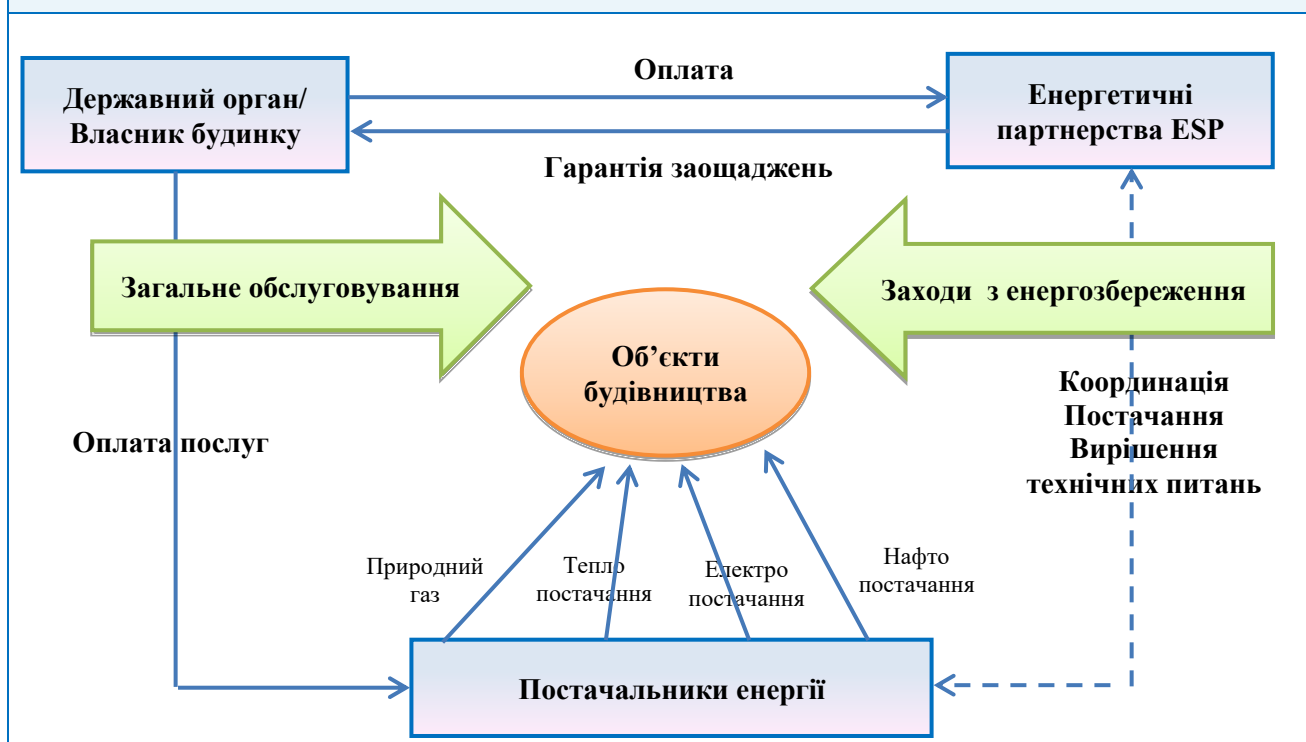 Державний орган/
Власник будинку
Оплата
Гарантія заощаджень
Енергетичні
партнерства ESP
Загальне обслуговування
Заходи з енергозбереження
Об’єкти
будівництва
Оплата послуг
Координація
Постачання
Вирішення
технічних питань
Природний
газ
Тепло
постачання
Електро
постачання
Нафто
постачання
Постачальники енергії